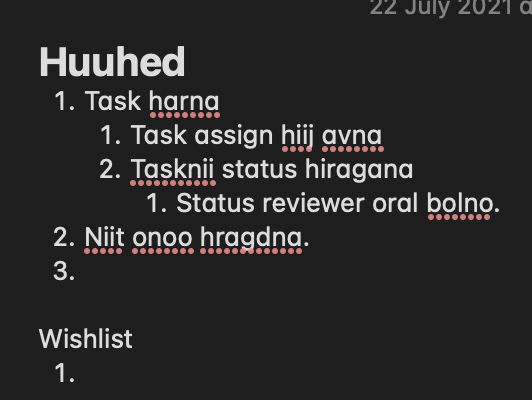 22 July 2021 a
Huuhed
1. Task harna
1. Task assign hiij avna
2. Tasknii status hiragana
1. Status reviewer oral bolno.
2. Niit onoo hragdna.
3.
Wishlist
1.